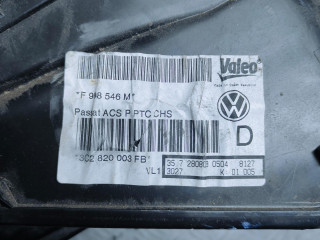 Valeo
"F 918 546 M"
Passat ACS P PTC CHS
D
"3C2 820 003 FB"
VL1
35.7 280813 0504 8127
3027 K 01 005